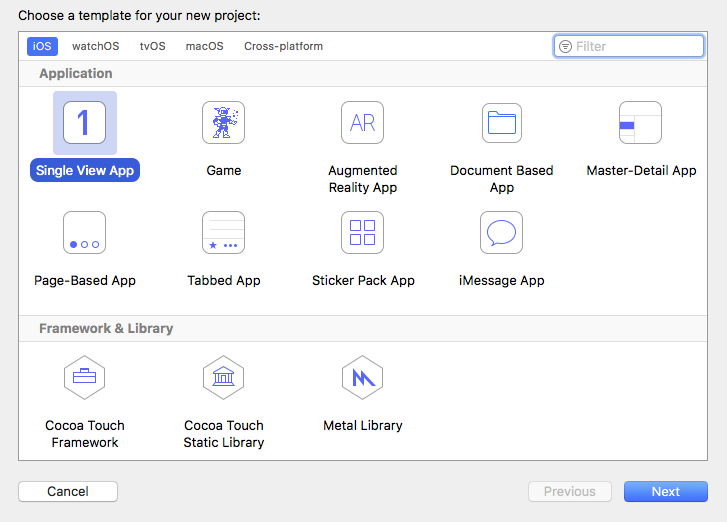 Choose a template for your new project:
iOS watchOS tvOS macOS Cross-platform Filter
Application
1 AR
Single View App Game Augmented Reality App Document Based App Master-Detail App
Page-Based App Tabbed App Sticker Pack App iMessage App
Framework & Library
Cocoa Touch Framework Cocoa Touch Static Library Metal Library
Cancel Previous Next